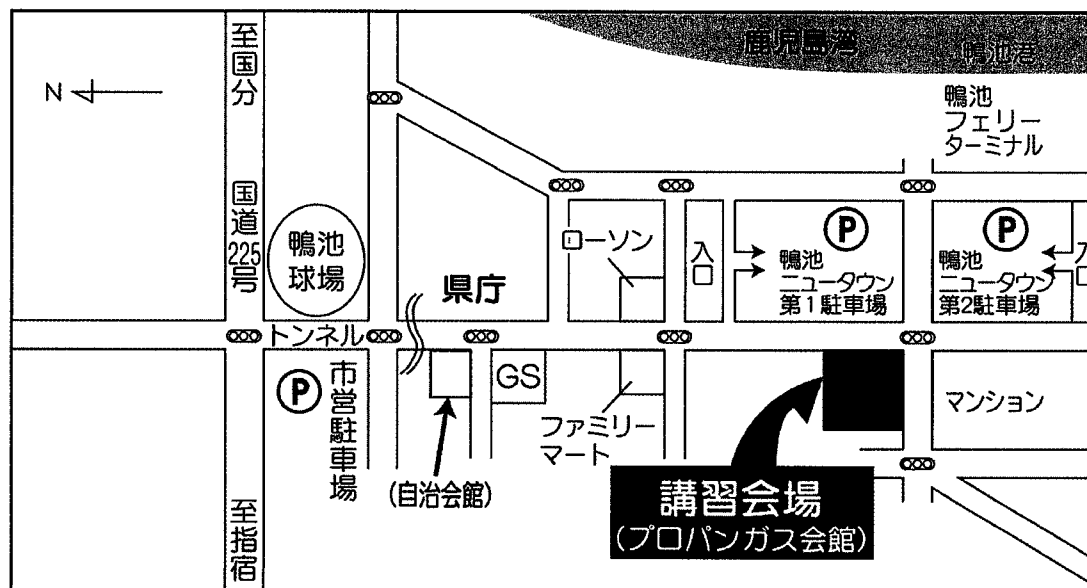 至国分
国道225号
至指宿
N
鹿児島湾
鴨池港
鴨池
フェリー
ターミナル
鴨池
球場
県庁
ローソン
入口
P
鴨池
ニュータウン
第1駐車場
P
鴨池
ニュータウン
第2駐車場
入口
トンネル
P
市営駐車場
GS
(自治会館)
ファミリー
マート
マンション
講習会場
(プロパンガス会館)